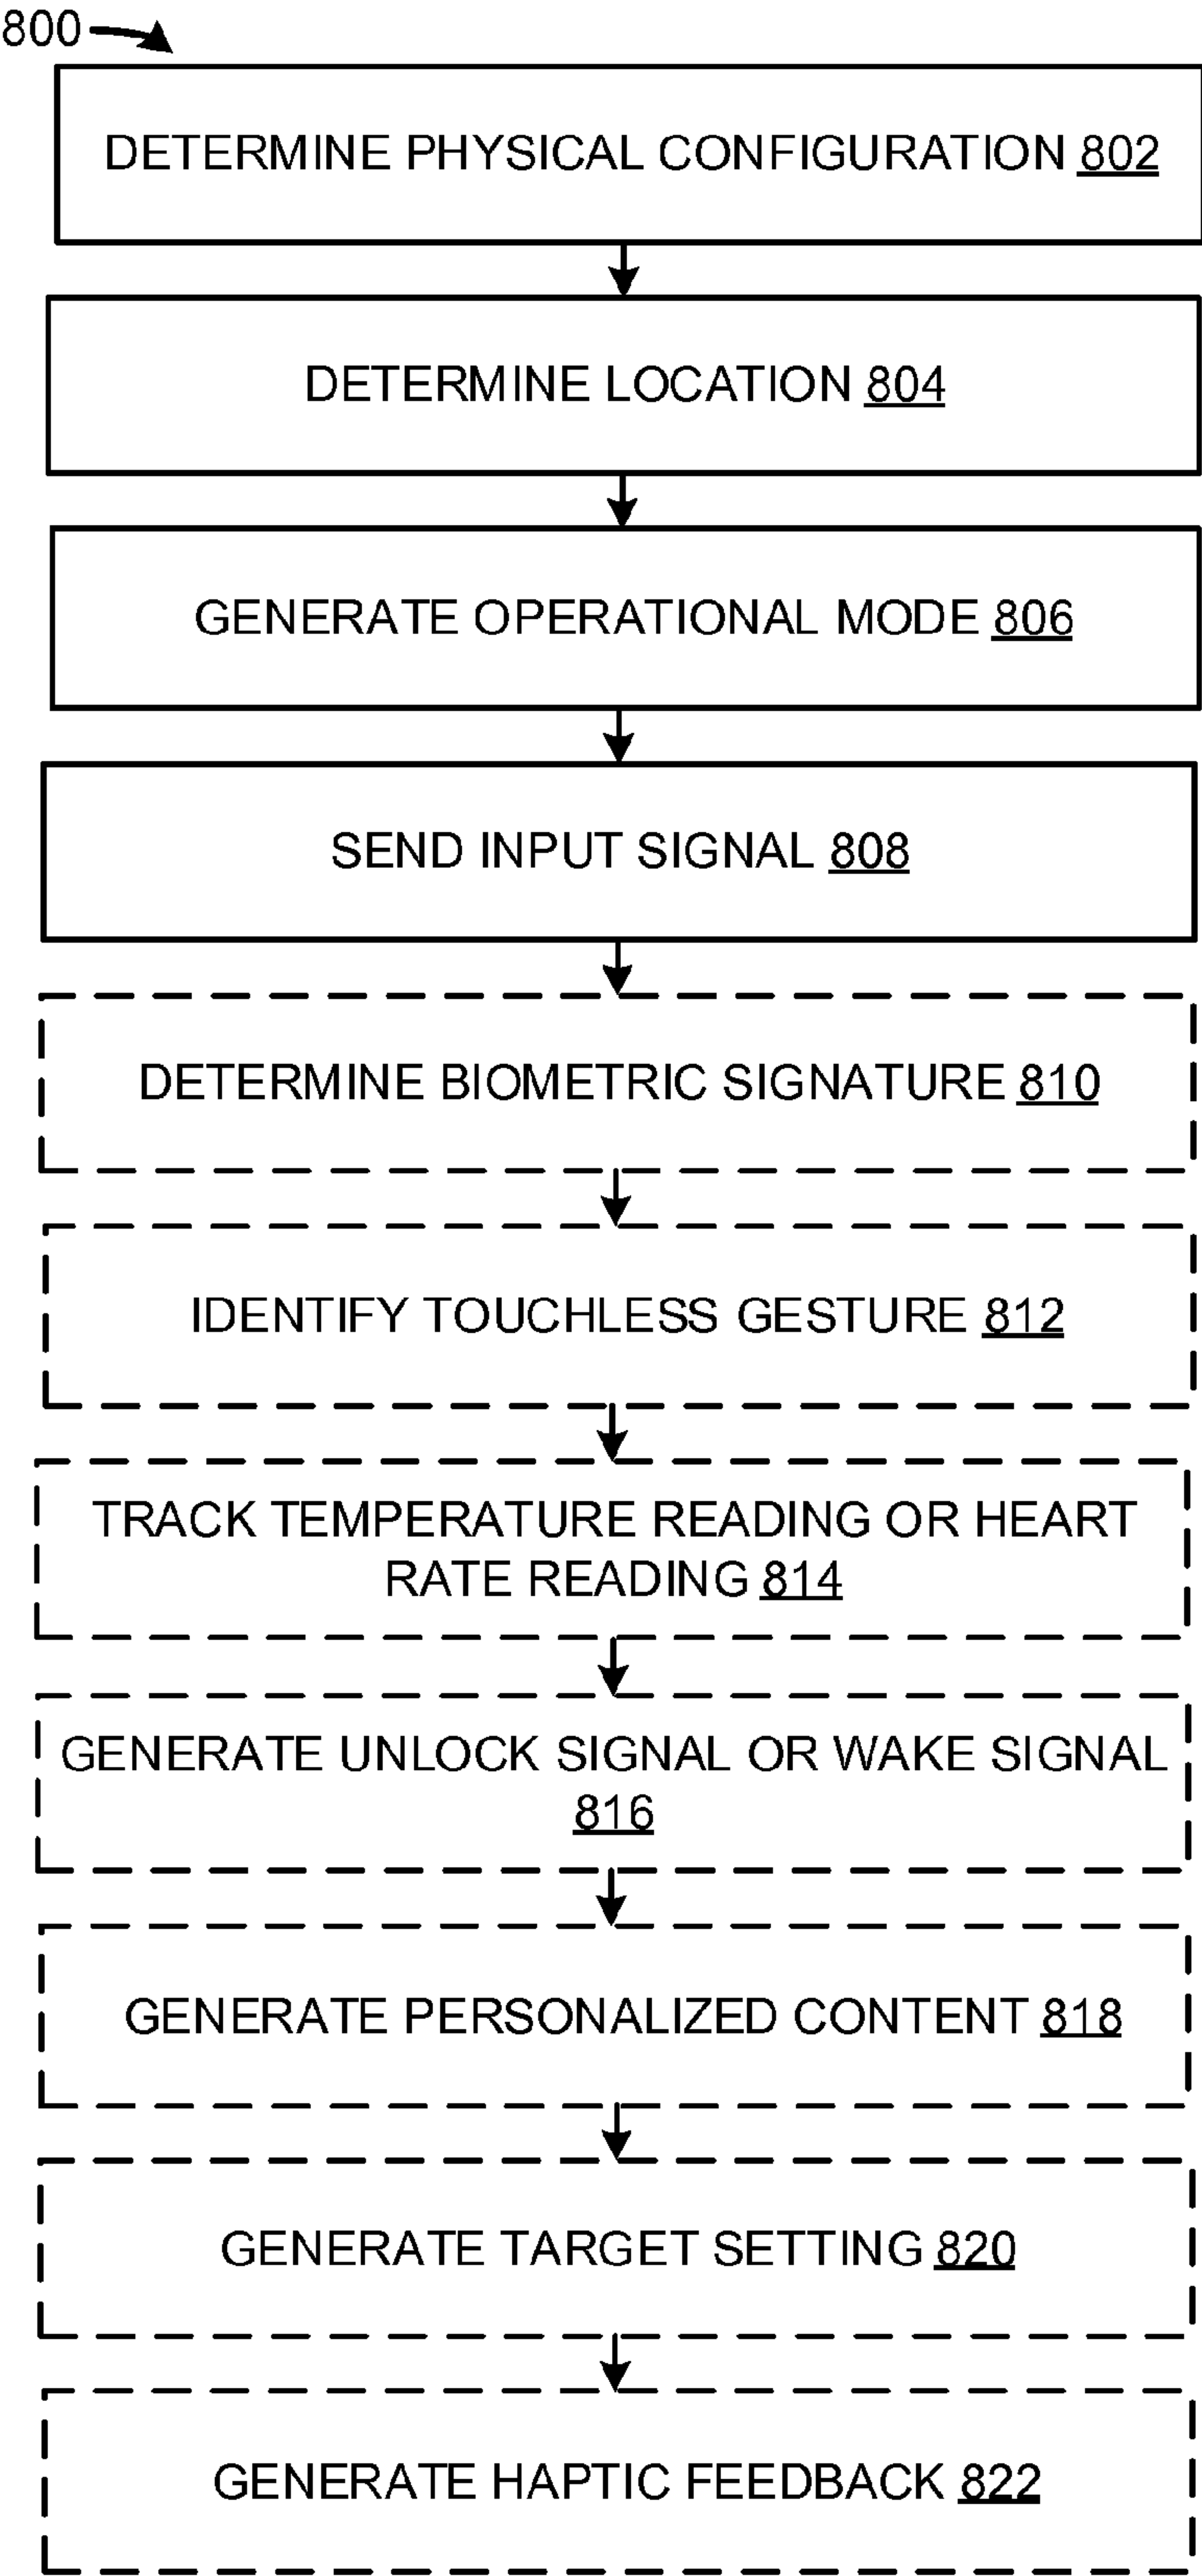 800
DETERMINE PHYSICAL CONFIGURATION 802
DETERMINE LOCATION 804
GENERATE OPERATIONAL MODE 806
SEND INPUT SIGNAL 808
DETERMINE BIOMETRIC SIGNATURE 810
IDENTIFY TOUCHLESS GESTURE 812
TRACK TEMPERATURE READING OR HEART
RATE READING 814
GENERATE UNLOCK SIGNAL OR WAKE SIGNAL
816
GENERATE PERSONALIZED CONTENT 818
GENERATE TARGET SETTING 820
GENERATE HAPTIC FEEDBACK 822